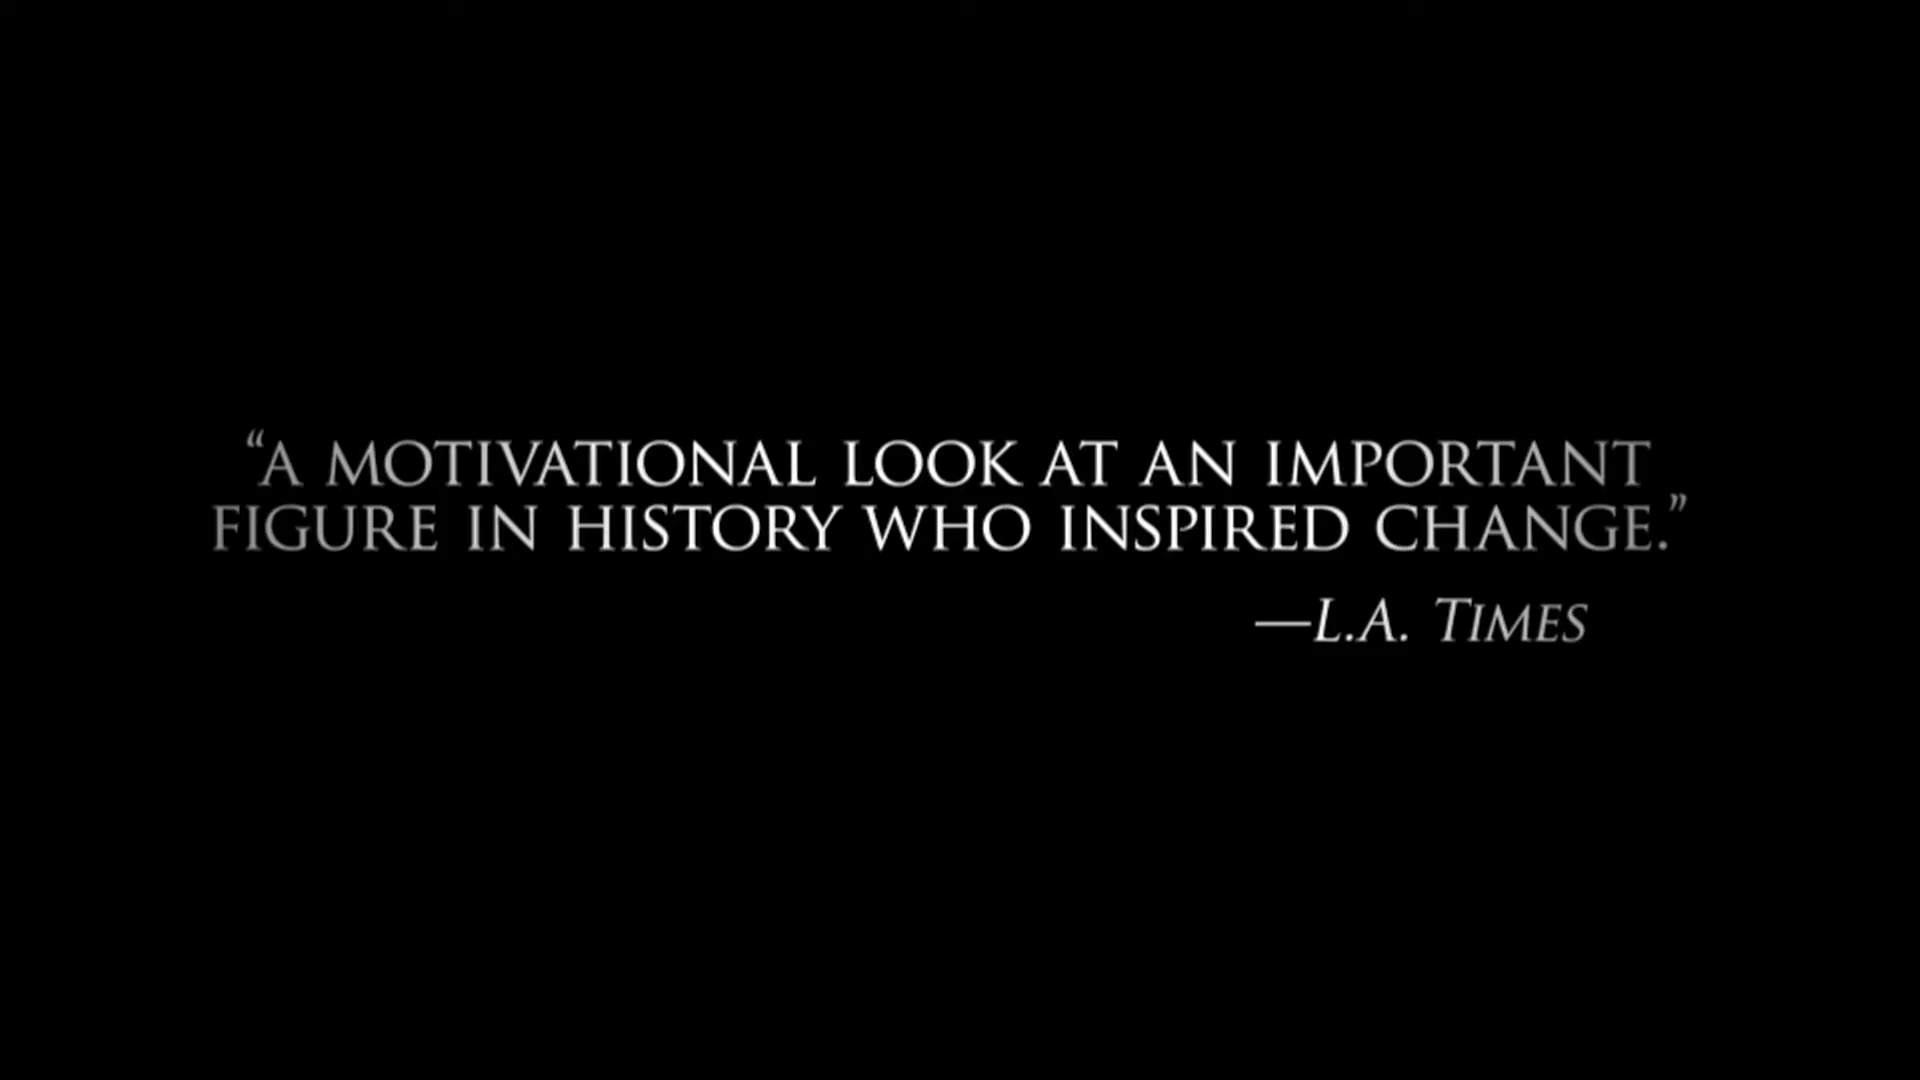 “A MOTIVATIONAL LOOK AT AN IMPORTANT
FIGURE IN HISTORY WHO INSPIRED CHANGE.”
—L.A. TIMES